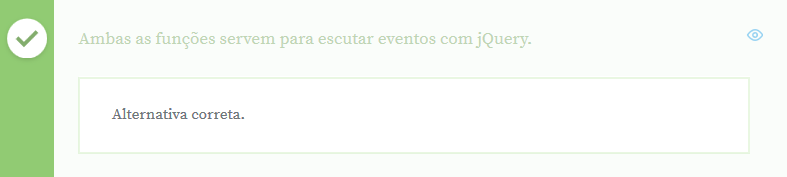 Ambas as funções servem para escutar eventos com jQuery.
Alternativa correta.